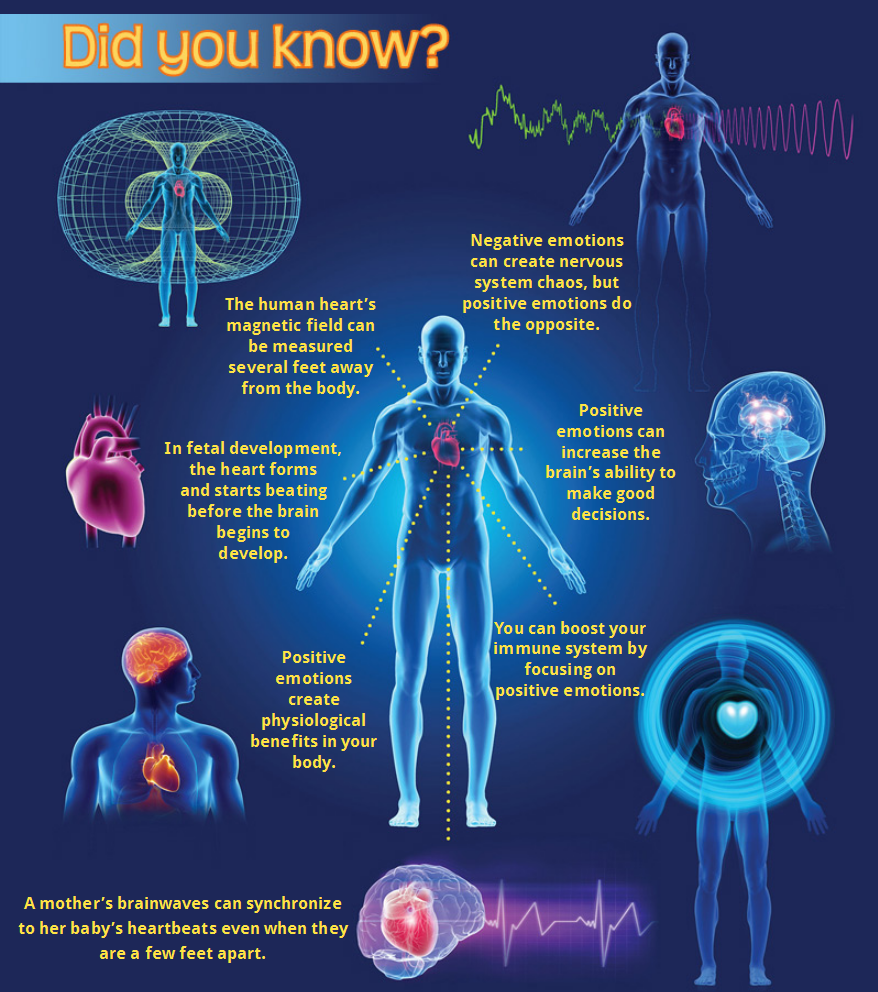 Did you know?
The human heart's
magnetic field can
be measured
several feet away
from the body.
Negative emotions
can create nervous
system chaos, but
positive emotions do
the opposite.
In fetal development,
the heart forms
and starts beating
before the brain
begins to
develop.
Positive
emotions can
increase the
brain's ability to
make good
decisions.
Positive
emotions
create
physiological
benefits in your
body.
You can boost your
immune system by
focusing on
positive emotions.
A mother's brainwaves can synchronize
to her baby's heartbeats even when they
are a few feet apart.